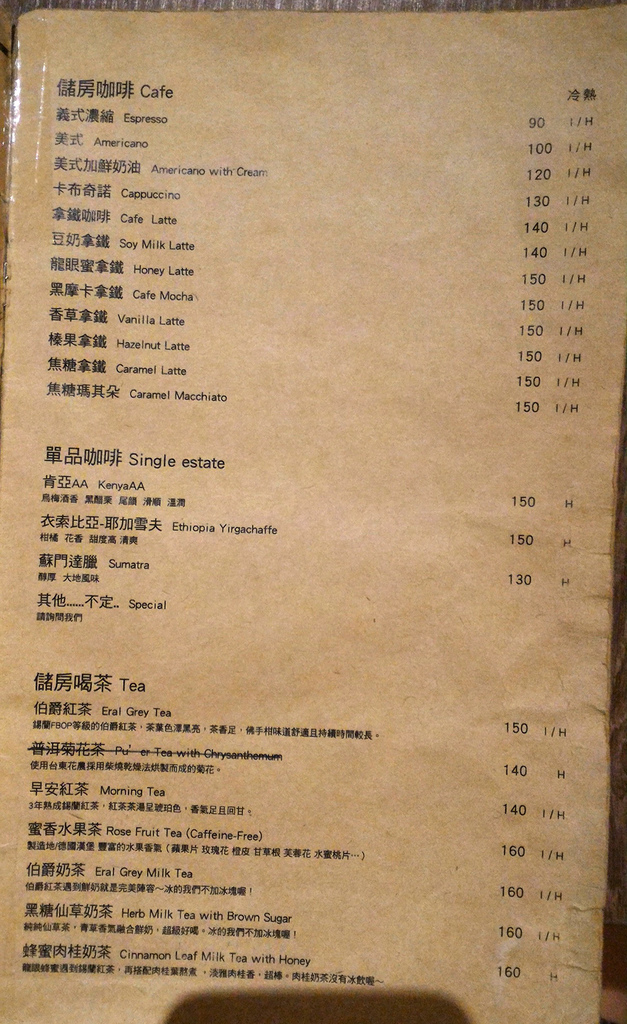 儲房咖啡 Cafe 冷熱
義式濃縮 Espresso 90 I/H
美式 Americano 100 I/H
美式加鮮奶油 Americano with Cream 120 I/H
卡布奇諾 Cappuccino 130 I/H
拿鐵咖啡 Cafe Latte 140 I/H
豆奶拿鐵 Soy Milk Latte 140 I/H
龍眼蜜拿鐵 Honey Latte 150 I/H
黑摩卡拿鐵 Cafe Mocha 150 I/H
香草拿鐵 Vanilla Latte 150 I/H
榛果拿鐵 Hazelnut Latte 150 I/H
焦糖拿鐵 Caramel Latte 150 I/H
焦糖瑪其朵 Caramel Macchiato 150 I/H
單品咖啡 Single estate
肯亞AA KenyaAA 150 H
烏梅酒香 黑醋栗 尾韻 滑順 溫潤
衣索比亞-耶加雪夫 Ethiopia Yirgachaffe 150 H
柑橘 花香 甜度高 清爽
蘇門達臘 Sumatra 130 H
醇厚 大地風味
其他......不定.. Special
請詢問我們
儲房喝茶 Tea
伯爵紅茶 Eral Grey Tea 150 I/H
錫蘭FBOP等級的伯爵紅茶，茶葉色澤黑亮，茶香足，佛手柑味道舒適且持續時間較長。
普洱菊花茶 Pu'er Tea with Chrysanthemum 140 H
使用台東花農採用柴燒乾燥法烘製而成的菊花。
早安紅茶 Morning Tea 140 I/H
3年熟成錫蘭紅茶，紅茶茶湯呈琥珀色，香氣足且回甘。
蜜香水果茶 Rose Fruit Tea (Caffeine-Free) 160 I/H
製造地/德國漢堡 豐富的水果香氣（蘋果片 玫瑰花 橙皮 甘草根 芙蓉花 水蜜桃片…）
伯爵奶茶 Eral Grey Milk Tea 160 I/H
伯爵紅茶遇到鮮奶就是完美陣容～冰的我們不加冰塊喔！
黑糖仙草奶茶 Herb Milk Tea with Brown Sugar 160 I/H
純純仙草茶，青草香氣融合鮮奶，超級好喝。冰的我們不加冰塊喔！
蜂蜜肉桂奶茶 Cinnamon Leaf Milk Tea with Honey 160 H
龍眼蜂蜜遇到錫蘭紅茶，再搭配肉桂葉熬煮，淡雅肉桂香，超棒。肉桂奶茶沒有冰飲喔～